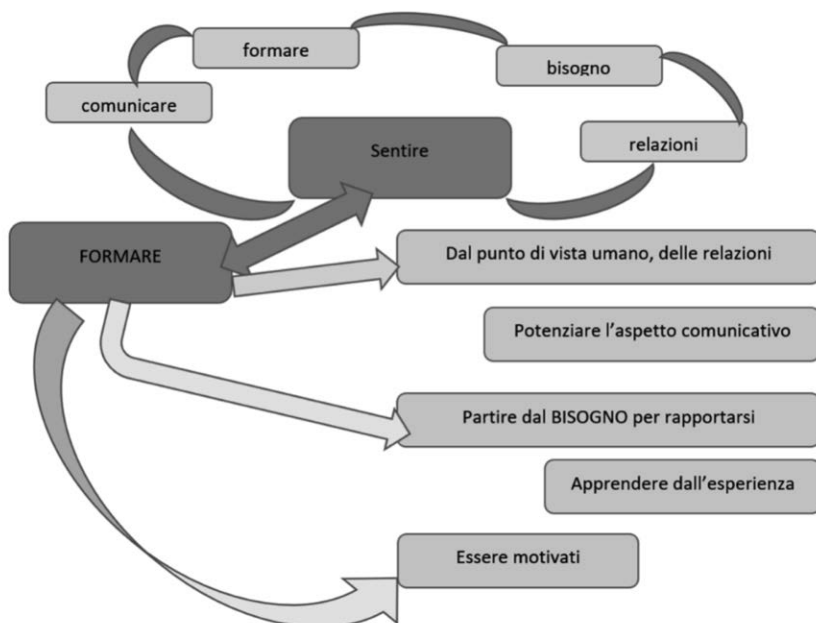 formare
bisogno
comunicare
relazioni
Sentire
FORMARE
Dal punto di vista umano, delle relazioni
Potenziare l’aspetto comunicativo
Partire dal BISOGNO per rapportarsi
Apprendere dall’esperienza
Essere motivati